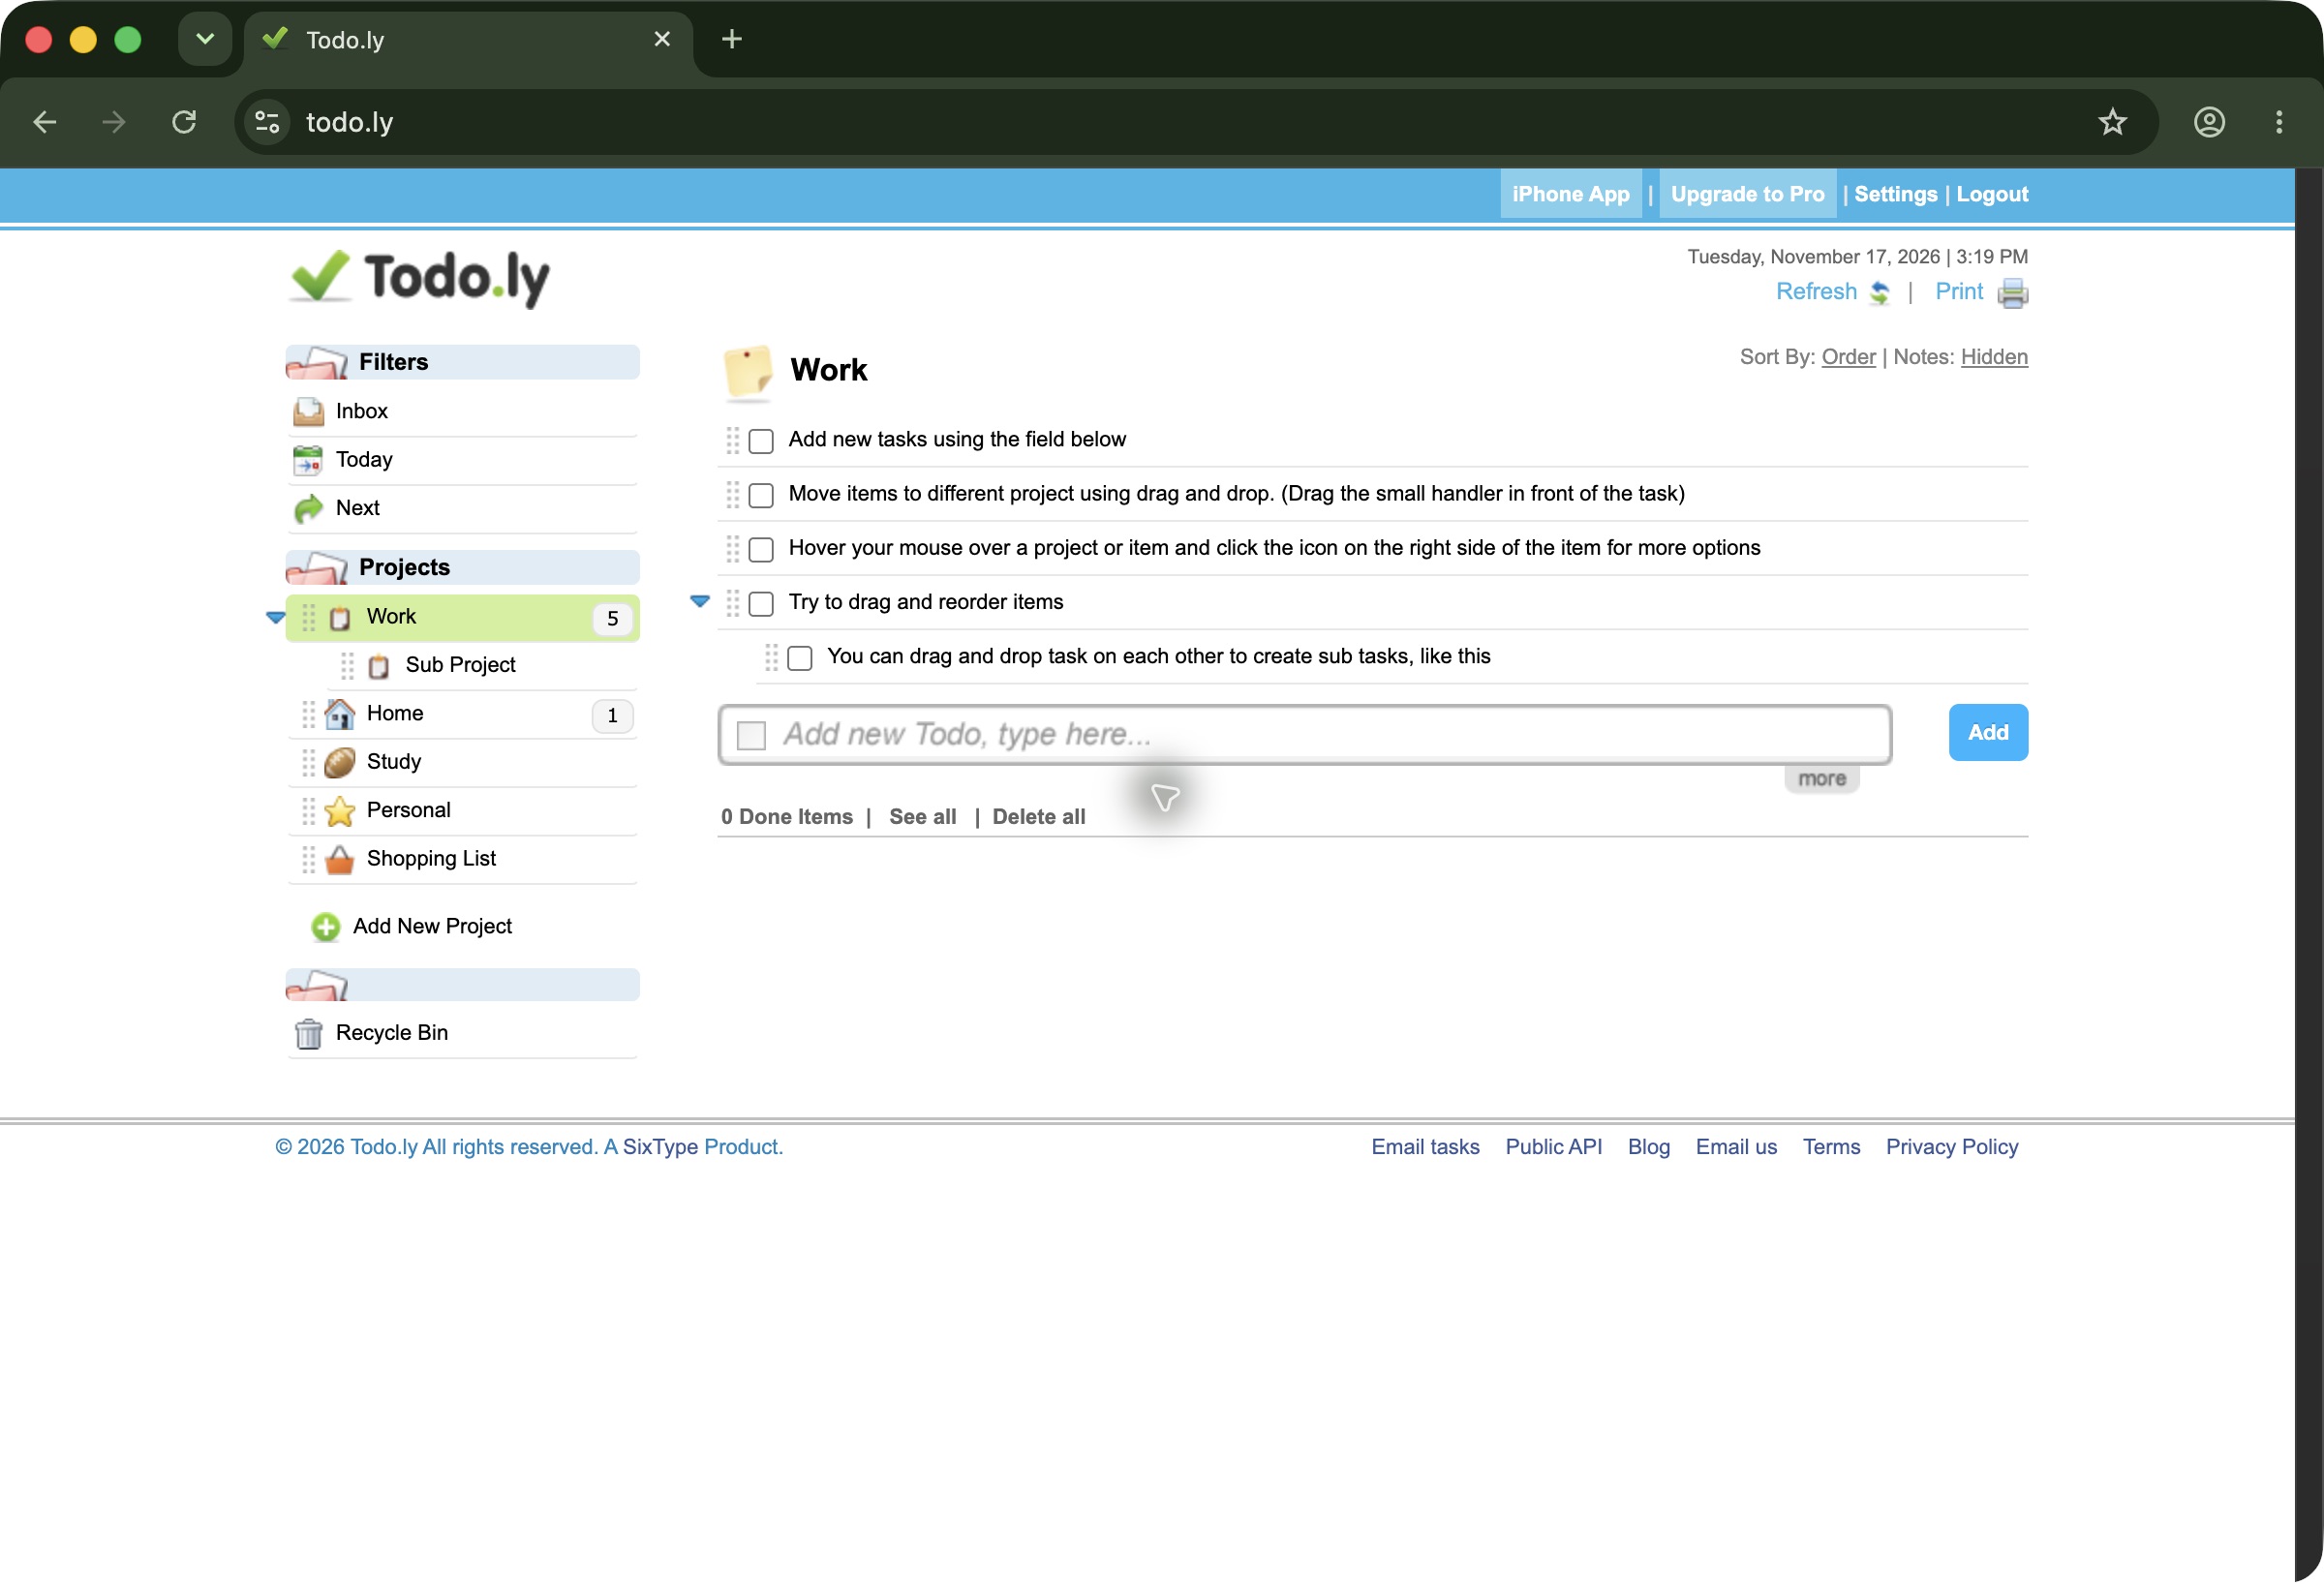 Todo.ly
todo.ly
iPhone App | Upgrade to Pro | Settings | Logout
Todo.ly
Tuesday, November 17, 2026 | 3:19 PM
Refresh | Print
Filters
Inbox
Today
Next
Projects
Work 5
Sub Project
Home 1
Study
Personal
Shopping List
Add New Project
Recycle Bin
Work
Sort By: Order | Notes: Hidden
Add new tasks using the field below
Move items to different project using drag and drop. (Drag the small handler in front of the task)
Hover your mouse over a project or item and click the icon on the right side of the item for more options
Try to drag and reorder items
You can drag and drop task on each other to create sub tasks, like this
Add new Todo, type here...
Add
more
0 Done Items | See all | Delete all
© 2026 Todo.ly All rights reserved. A SixType Product.
Email tasks Public API Blog Email us Terms Privacy Policy